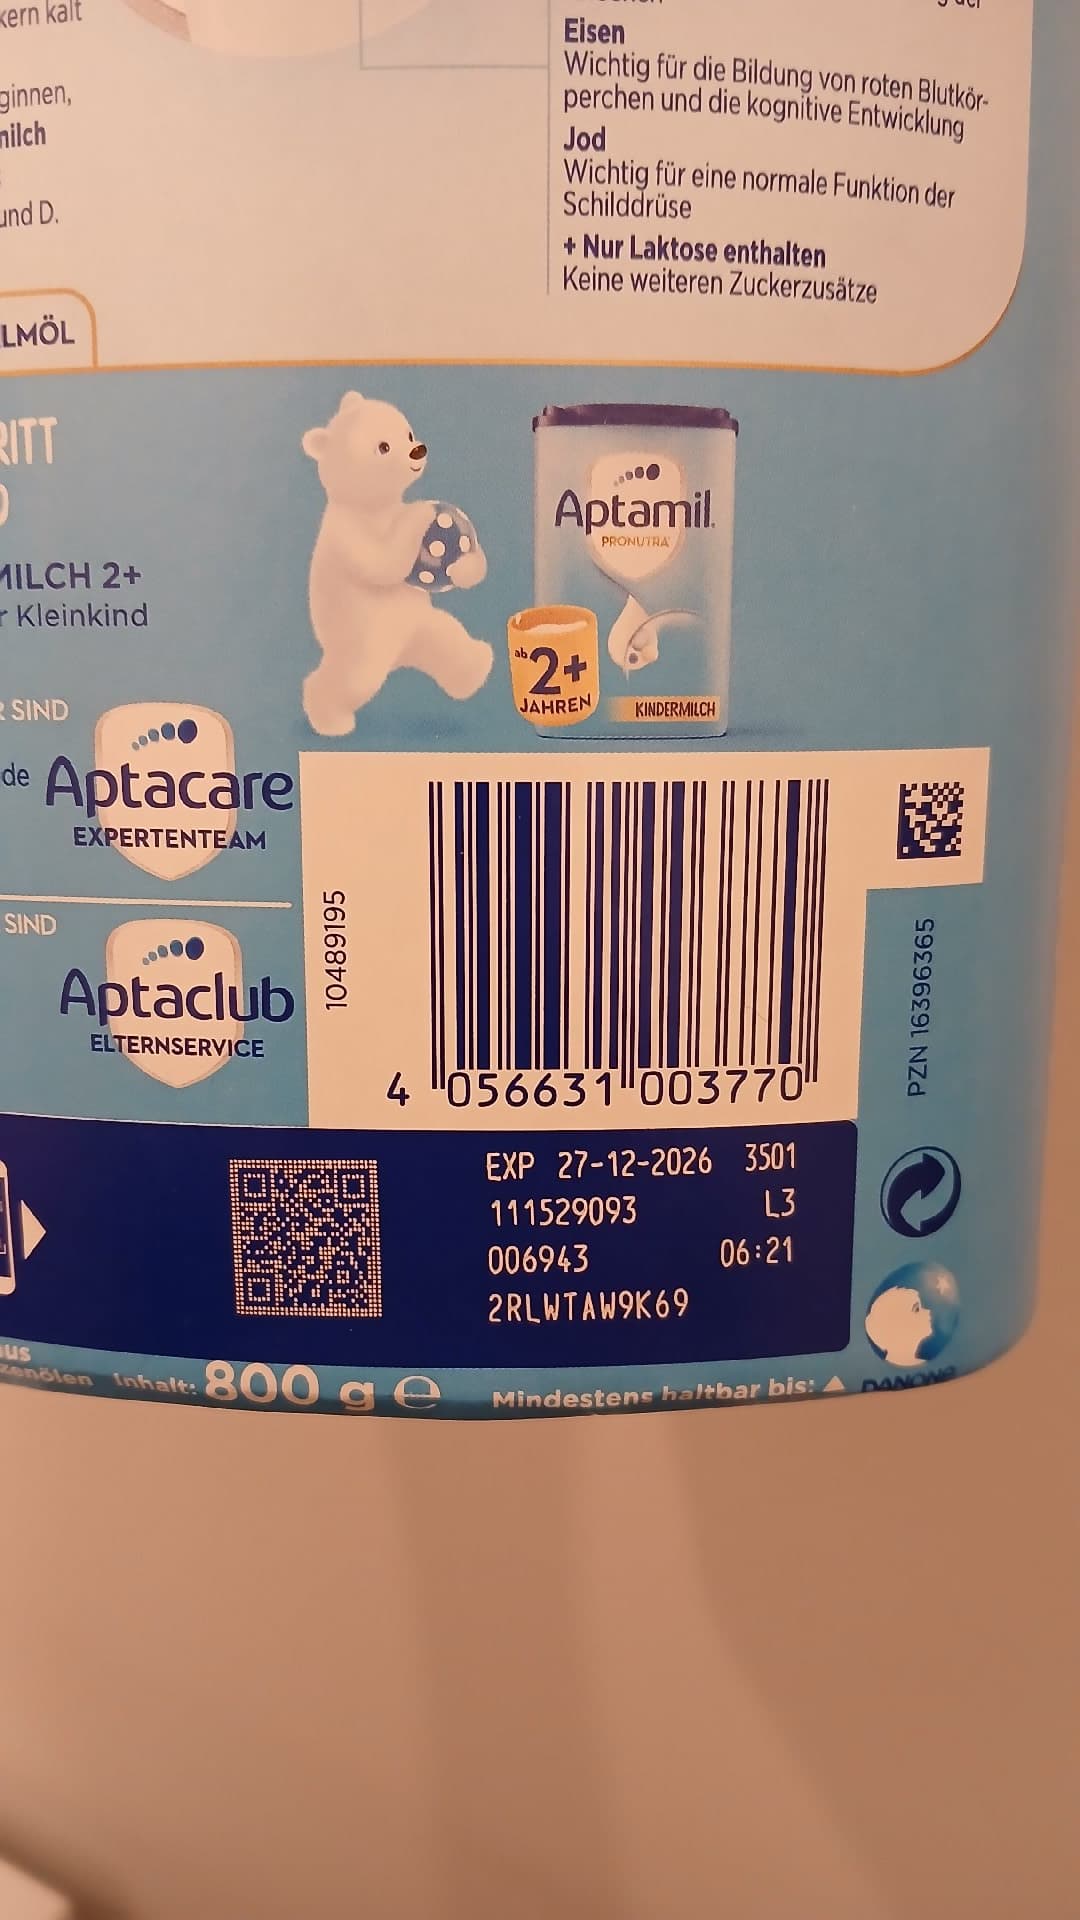 kern kalt
ginnen,
milch
und D.
LMÖL
Eisen
Wichtig für die Bildung von roten Blutkör-
perchen und die kognitive Entwicklung
Jod
Wichtig für eine normale Funktion der
Schilddrüse
+ Nur Laktose enthalten
Keine weiteren Zuckerzusätze
RITT
MILCH 2+
r Kleinkind
Aptamil
PRONUTRA
ab 2+
JAHREN
KINDERMILCH
R SIND
de Aptacare
EXPERTENTEAM
SIND
Aptaclub
ELTERNSERVICE
10489195
4 056631 003770
PZN 16396365
EXP 27-12-2026 3501
111529093 L3
006943 06:21
2RLWTAW9K69
us
zenölen Inhalt: 800 g e
Mindestens haltbar bis:
DANONE